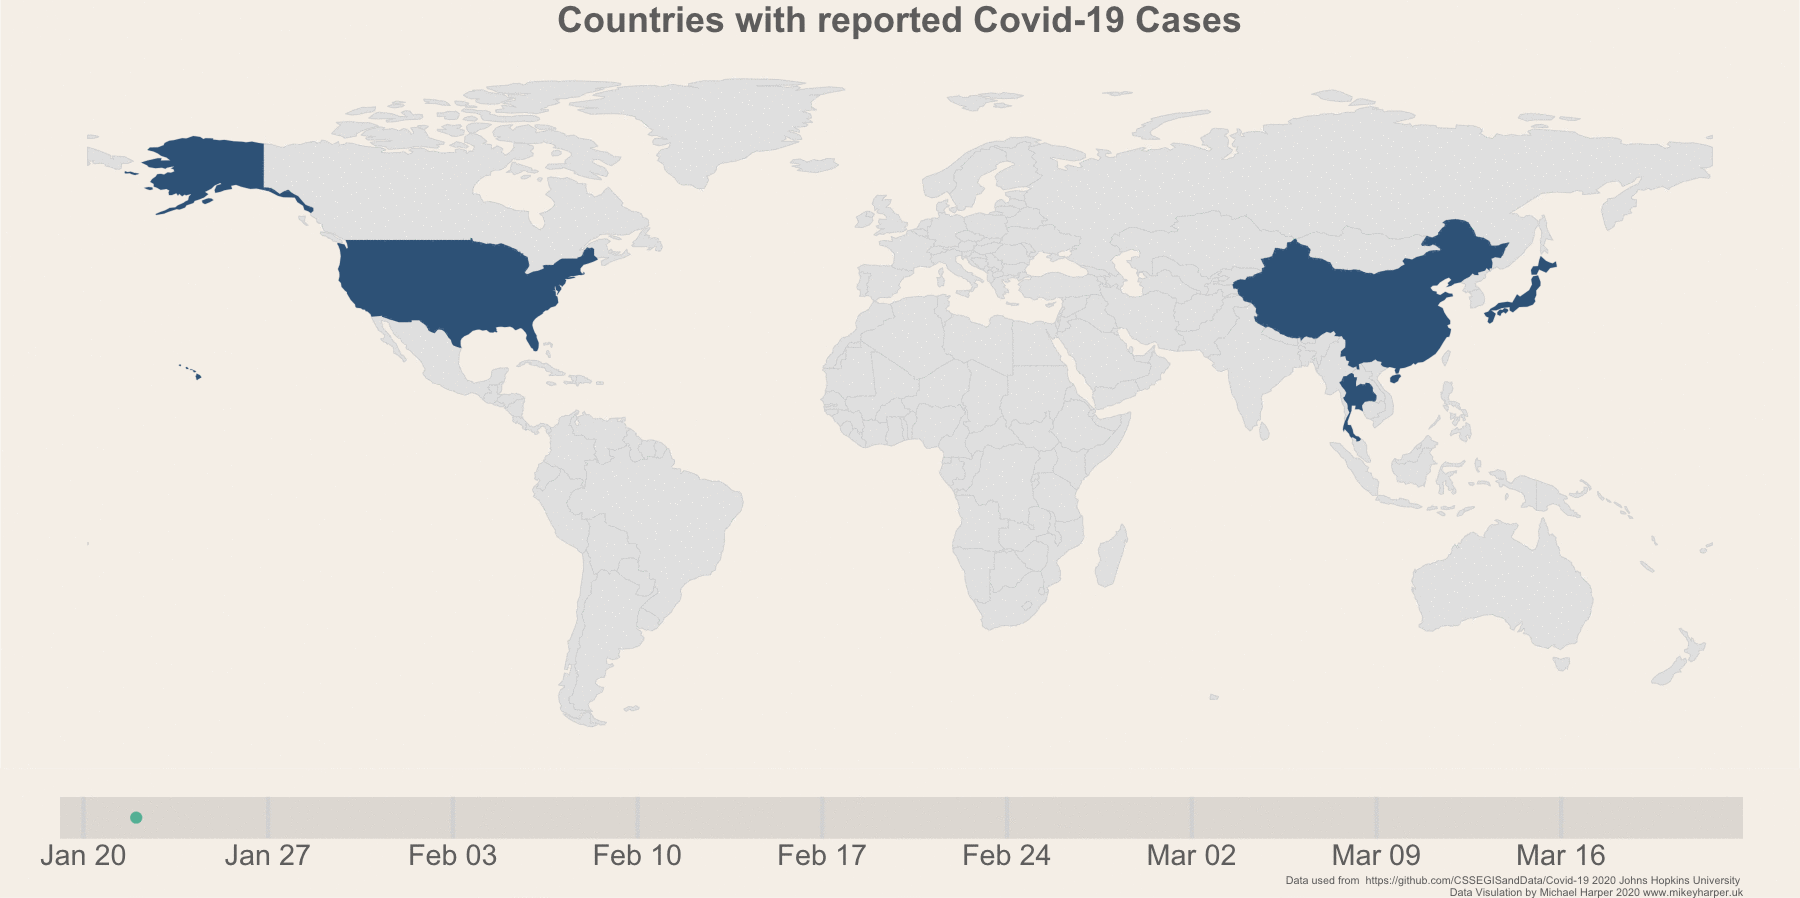 Countries with reported Covid-19 Cases
Jan 20 Jan 27 Feb 03 Feb 10 Feb 17 Feb 24 Mar 02 Mar 09 Mar 16
Data used from  https://github.com/CSSEGISandData/Covid-19 2020 Johns Hopkins University
Data Visulation by Michael Harper 2020 www.mikeyharper.uk